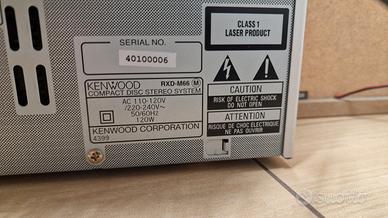 SERIAL NO.
40100006
KENWOOD RXD-M66 M
COMPACT DISC STEREO SYSTEM
AC 110-120V
/220-240V~
50/60Hz
120W
KENWOOD CORPORATION
4399
CLASS 1
LASER PRODUCT
CAUTION
RISK OF ELECTRIC SHOCK
DO NOT OPEN
ATTENTION
RISQUE DE CHOC ELECTRIQUE
NE PAS OUVRIR
SUbito